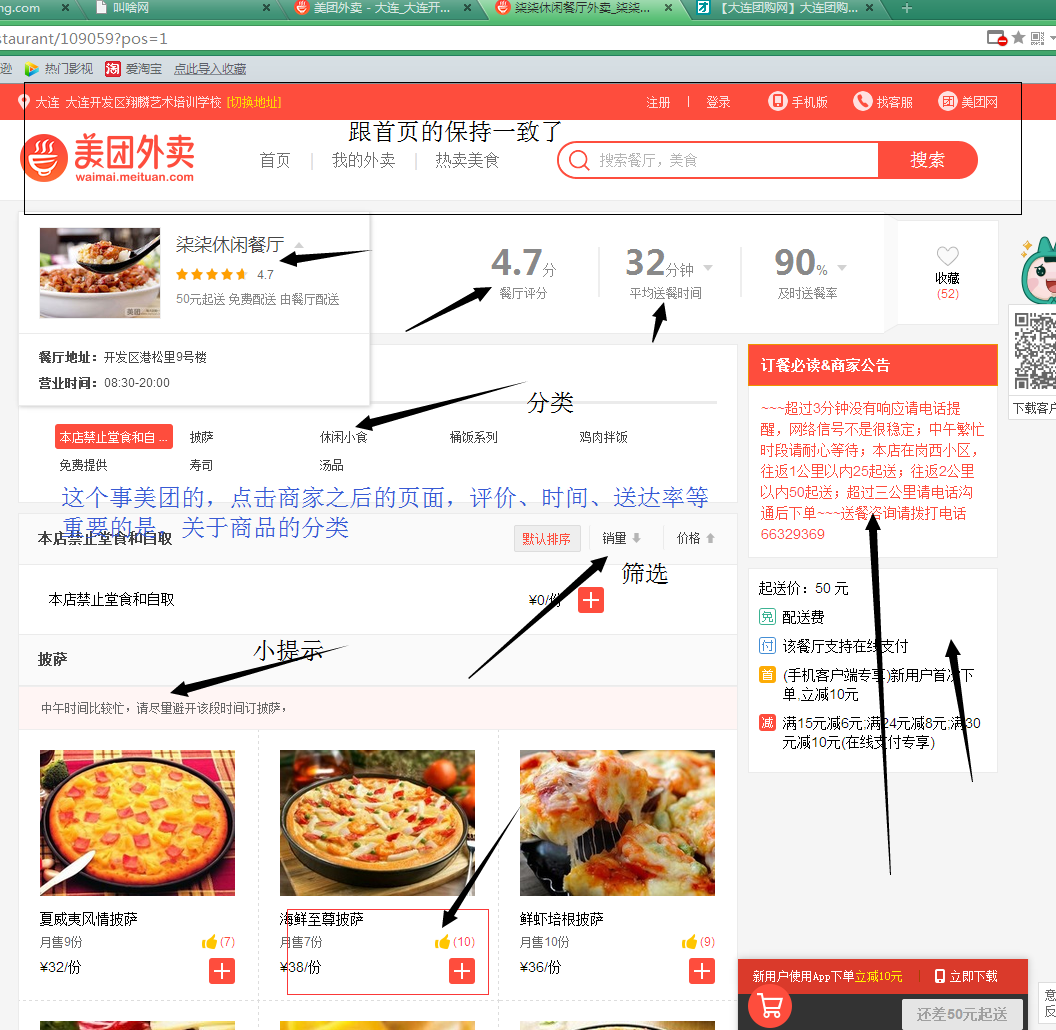 ng.com
叫啥网
美团外卖 - 大连_大连开...
柒柒休闲餐厅外卖_柒柒...
【大连团购网】大连团购...
staurant/109059?pos=1
逊 热门影视 淘 爱淘宝 点此导入收藏
大连 大连开发区翔麟艺术培训学校 [切换地址]
注册 | 登录 手机版 找客服 团 美团网
跟首页的保持一致了
美团外卖
waimai.meituan.com
首页 | 我的外卖 | 热卖美食
搜索餐厅，美食 搜索
柒柒休闲餐厅
4.7
50元起送 免费配送 由餐厅配送
美团
4.7分
餐厅评分
32分钟
平均送餐时间
90%
及时送餐率
收藏
(52)
餐厅地址：开发区港松里9号楼
营业时间：08:30-20:00
下载客户
订餐必读&商家公告
~~~超过3分钟没有响应请电话提
醒，网络信号不是很稳定；中午繁忙
时段请耐心等待；本店在岗西小区，
往返1公里以内25起送；往返2公里
以内50起送；超过三公里请电话沟
通后下单~~~送餐咨询请拨打电话
66329369
分类
本店禁止堂食和自 ... 披萨 休闲小食 桶饭系列 鸡肉拌饭
免费提供 寿司 汤品
这个事美团的，点击商家之后的页面，评价、时间、送达率等
重要的是，关于商品的分类
本店禁止堂食和自取
默认排序 销量 价格
筛选
本店禁止堂食和自取 ¥0/份
披萨
小提示
中午时间比较忙，请尽量避开该段时间订披萨，
起送价：50 元
免 配送费
付 该餐厅支持在线支付
首 (手机客户端专享)新用户首次下
单,立减10元
减 满15元减6元;满24元减8元;满30
元减10元(在线支付专享)
夏威夷风情披萨
月售9份 (7)
¥32/份
海鲜至尊披萨
月售7份 (10)
¥38/份
鲜虾培根披萨
月售10份 (9)
¥36/份
新用户使用App下单立减10元 立即下载
还差50元起送
意
反